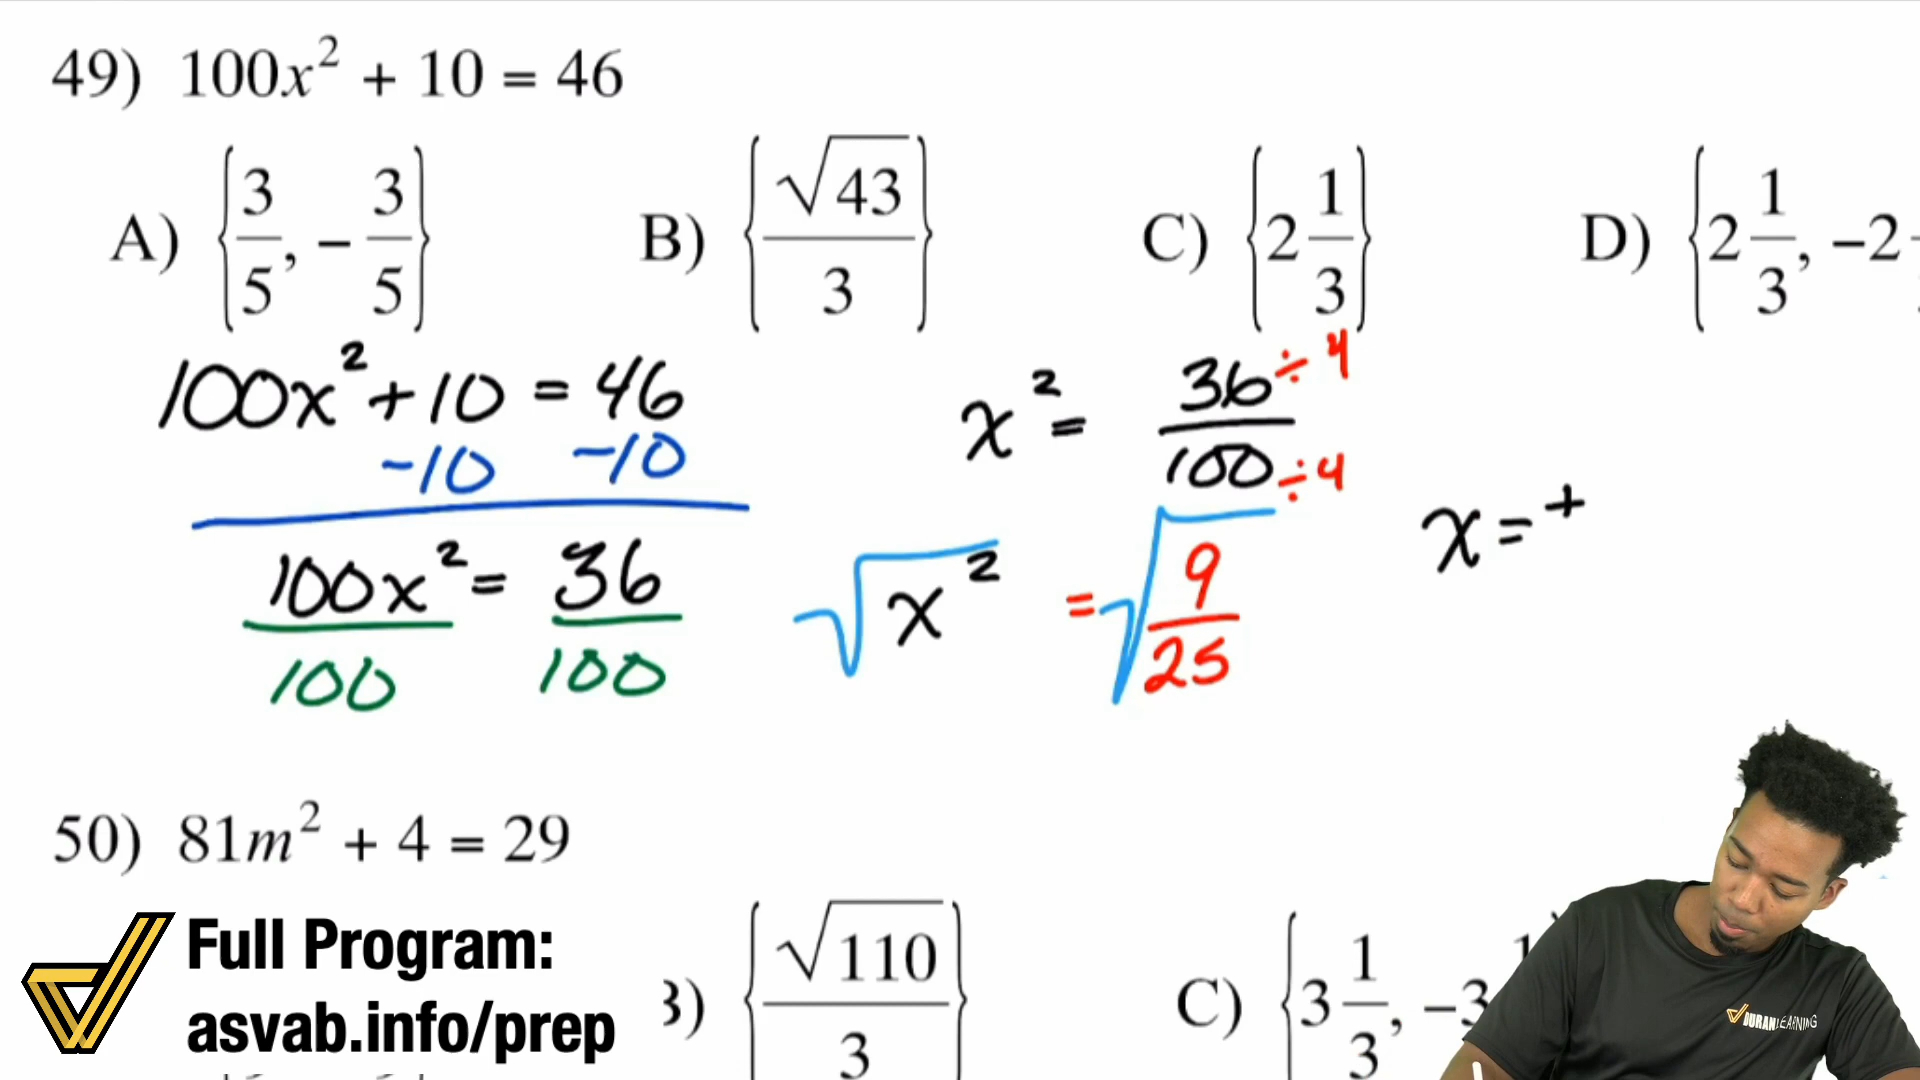 49) 100x² + 10 = 46
A) {3/5, −3/5} B) {√43/3} C) {2 1/3} D) {2 1/3, −2
100x² + 10 = 46
−10 −10
100x² = 36
100 100
x² = 36/100 ÷4 ÷4
√x² = √9/25
x = +
50) 81m² + 4 = 29
Full Program:
asvab.info/prep
B) {√110/3} C) {3 1/3, −3
DURAN LEARNING